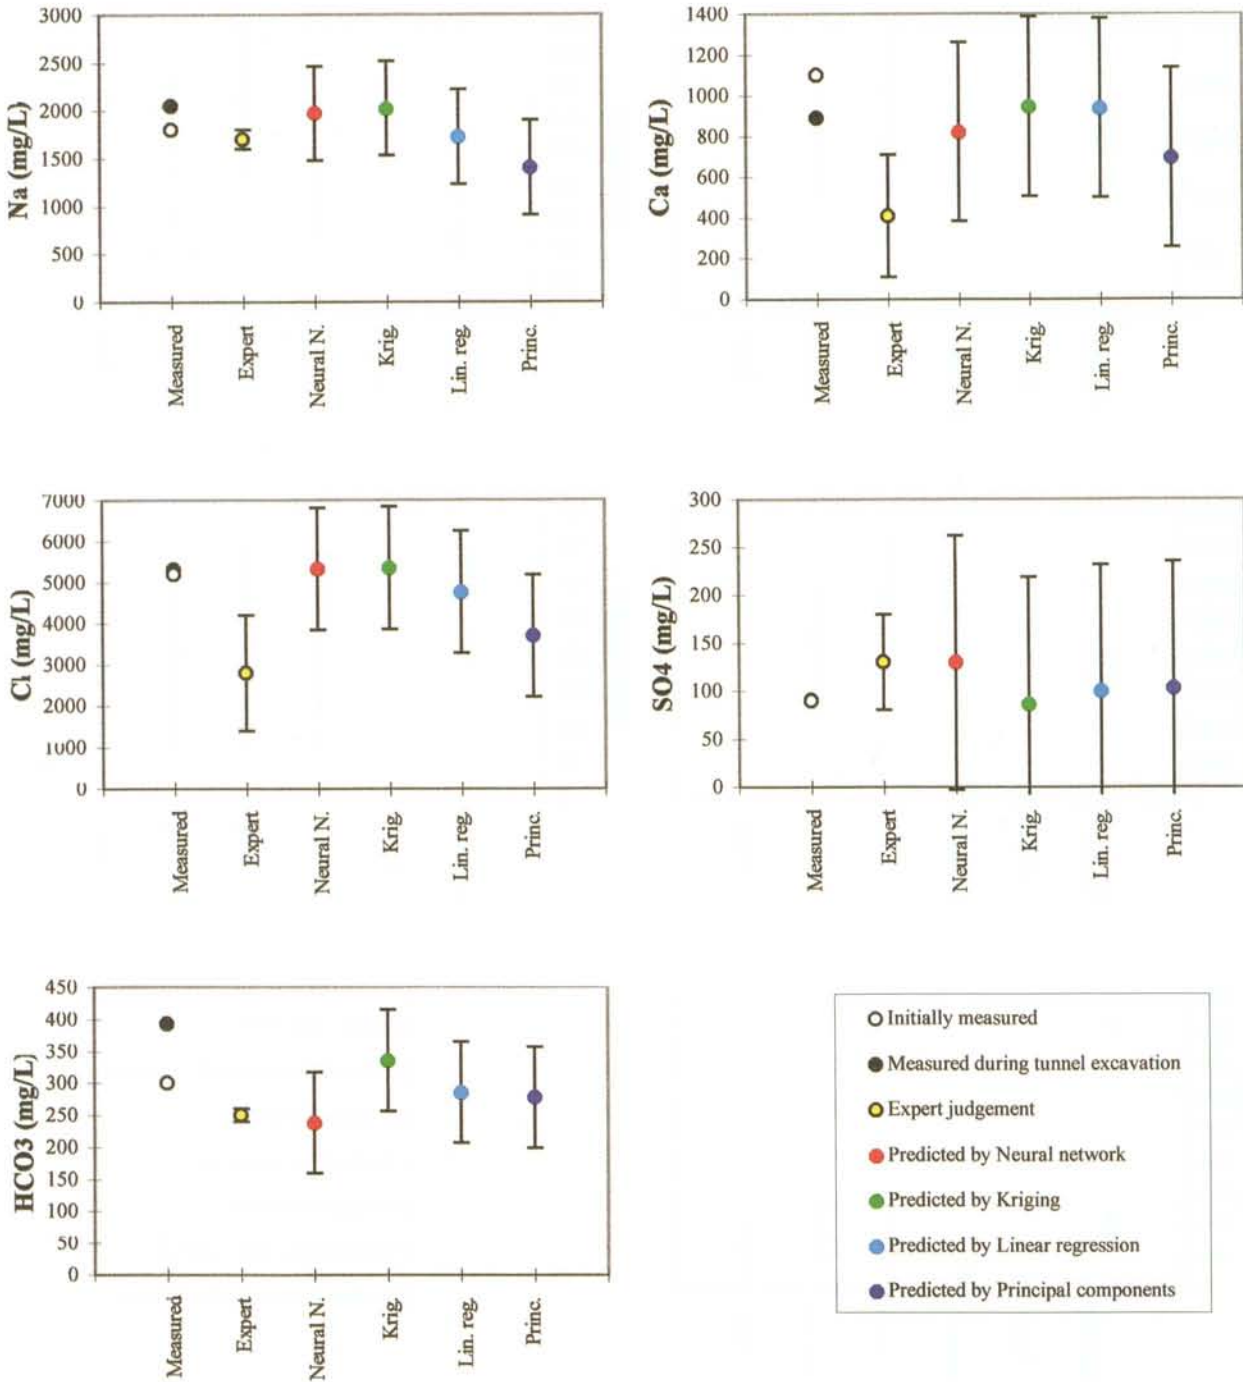 3000
2500
2000
1500
1000
500
0
Na (mg/L)
Measured
Expert
Neural N.
Krig.
Lin. reg.
Princ.
1400
1200
1000
800
600
400
200
0
Ca (mg/L)
Measured
Expert
Neural N.
Krig.
Lin. reg.
Princ.
7000
6000
5000
4000
3000
2000
1000
0
Cl (mg/L)
Measured
Expert
Neural N.
Krig.
Lin. reg.
Princ.
300
250
200
150
100
50
0
SO4 (mg/L)
Measured
Expert
Neural N.
Krig.
Lin. reg.
Princ.
450
400
350
300
250
200
150
100
50
0
HCO3 (mg/L)
Measured
Expert
Neural N.
Krig.
Lin. reg.
Princ.
Initially measured
Measured during tunnel excavation
Expert judgement
Predicted by Neural network
Predicted by Kriging
Predicted by Linear regression
Predicted by Principal components